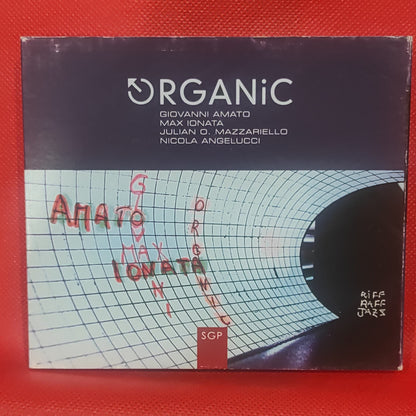 ORGANiC
GIOVANNI AMATO
MAX IONATA
JULIAN O. MAZZARIELLO
NICOLA ANGELUCCI
AMATO
GIOVANNI
MAX
IONATA
ORGANIC
RiFF
RAFF
JAZZ
SGP